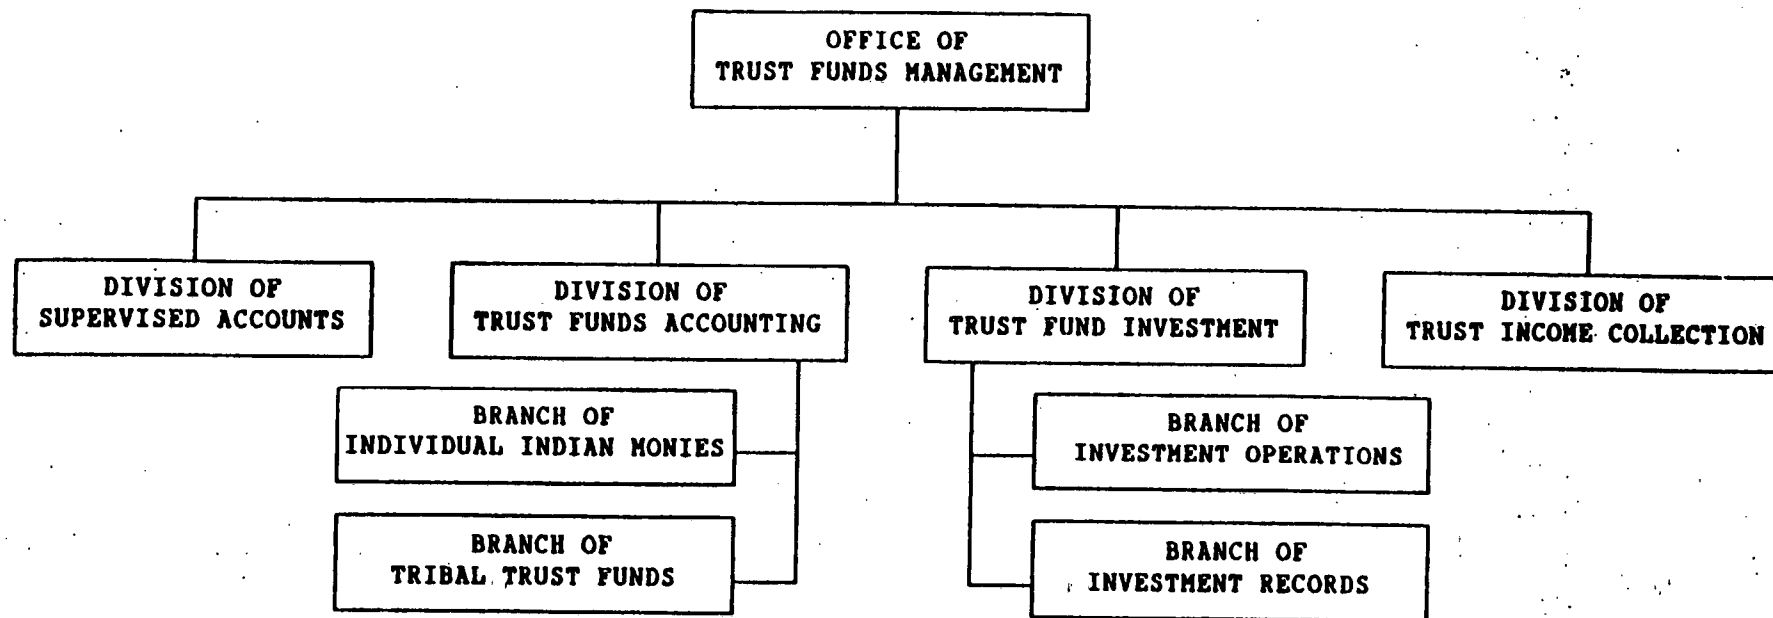 OFFICE OF
TRUST FUNDS MANAGEMENT
DIVISION OF
SUPERVISED ACCOUNTS
DIVISION OF
TRUST FUNDS ACCOUNTING
DIVISION OF
TRUST FUND INVESTMENT
DIVISION OF
TRUST INCOME COLLECTION
BRANCH OF
INDIVIDUAL INDIAN MONIES
BRANCH OF
INVESTMENT OPERATIONS
BRANCH OF
TRIBAL TRUST FUNDS
BRANCH OF
INVESTMENT RECORDS